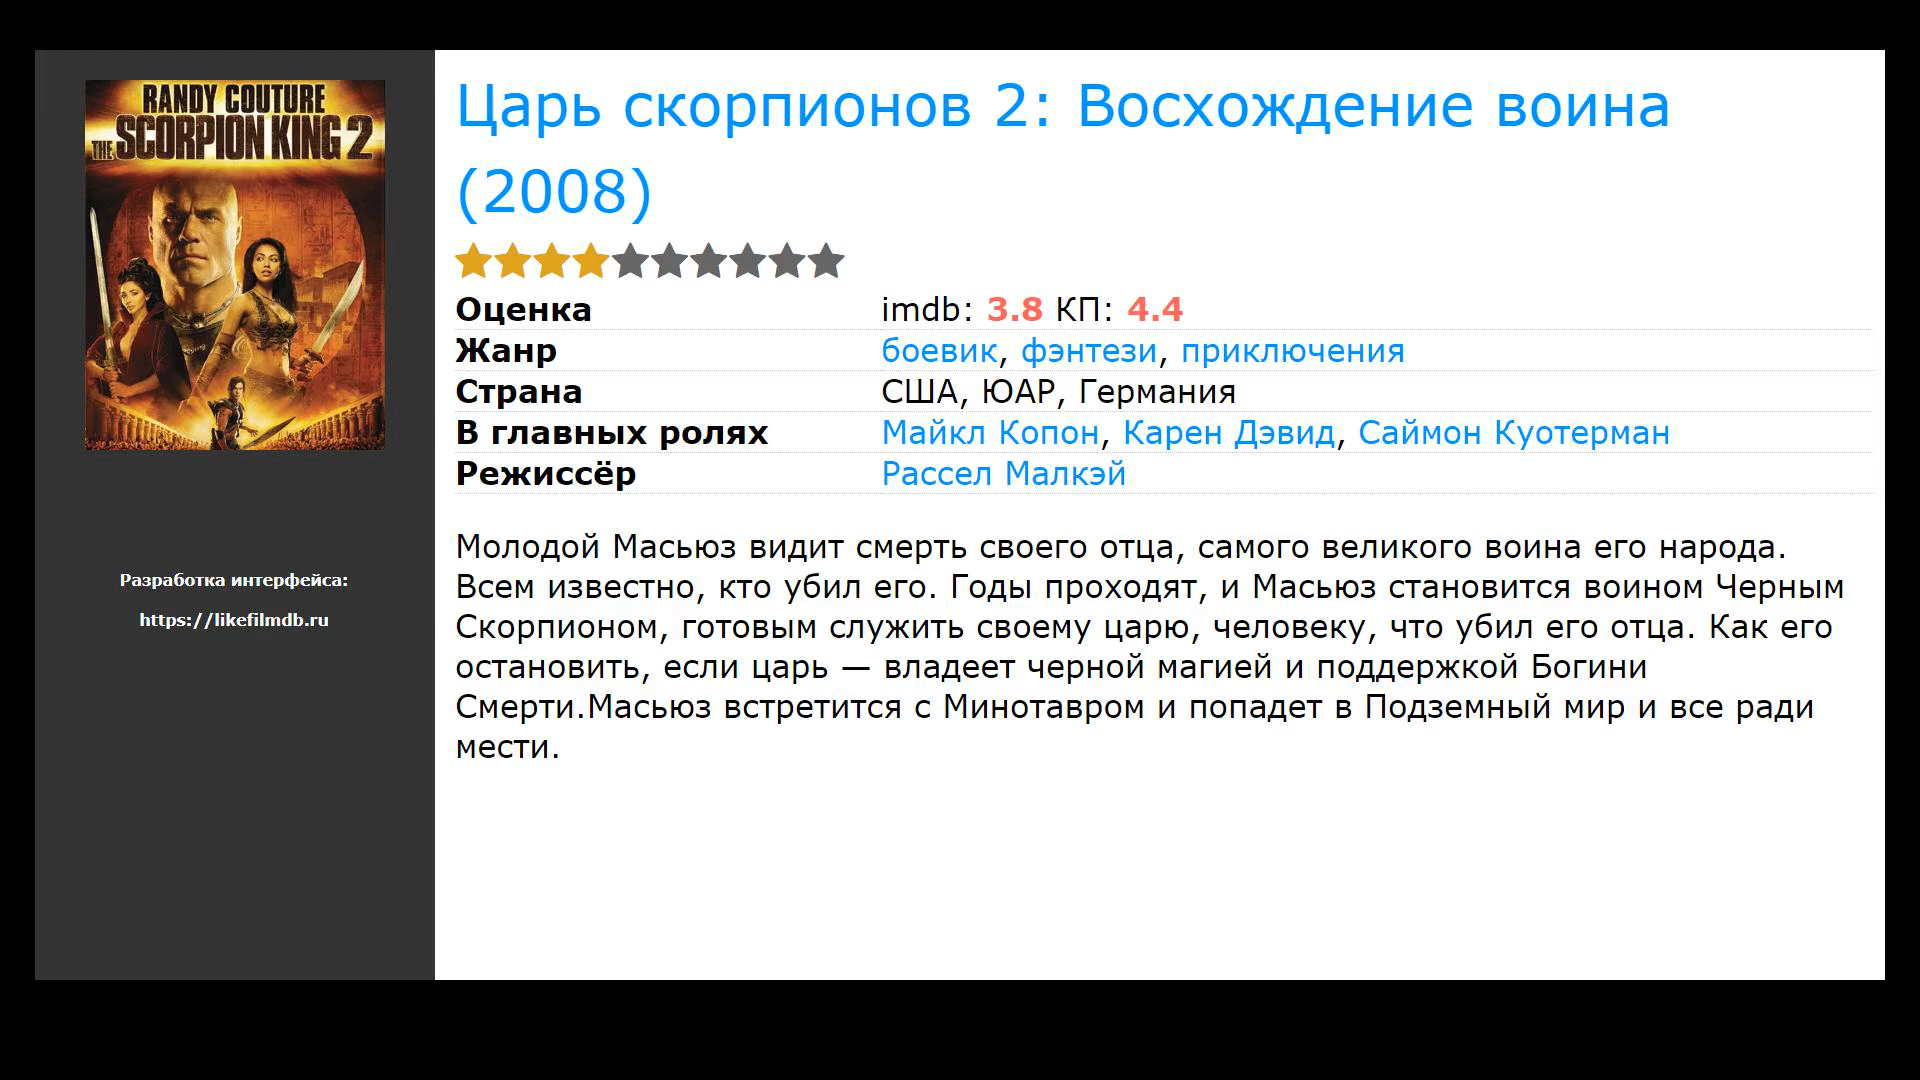 RANDY COUTURE
THE SCORPION KING 2
Разработка интерфейса:
https://likefilmdb.ru
Царь скорпионов 2: Восхождение воина
(2008)
Оценка imdb: 3.8 КП: 4.4
Жанр боевик, фэнтези, приключения
Страна США, ЮАР, Германия
В главных ролях Майкл Копон, Карен Дэвид, Саймон Куотерман
Режиссёр Рассел Малкэй
Молодой Масьюз видит смерть своего отца, самого великого воина его народа.
Всем известно, кто убил его. Годы проходят, и Масьюз становится воином Черным
Скорпионом, готовым служить своему царю, человеку, что убил его отца. Как его
остановить, если царь — владеет черной магией и поддержкой Богини
Смерти.Масьюз встретится с Минотавром и попадет в Подземный мир и все ради
мести.